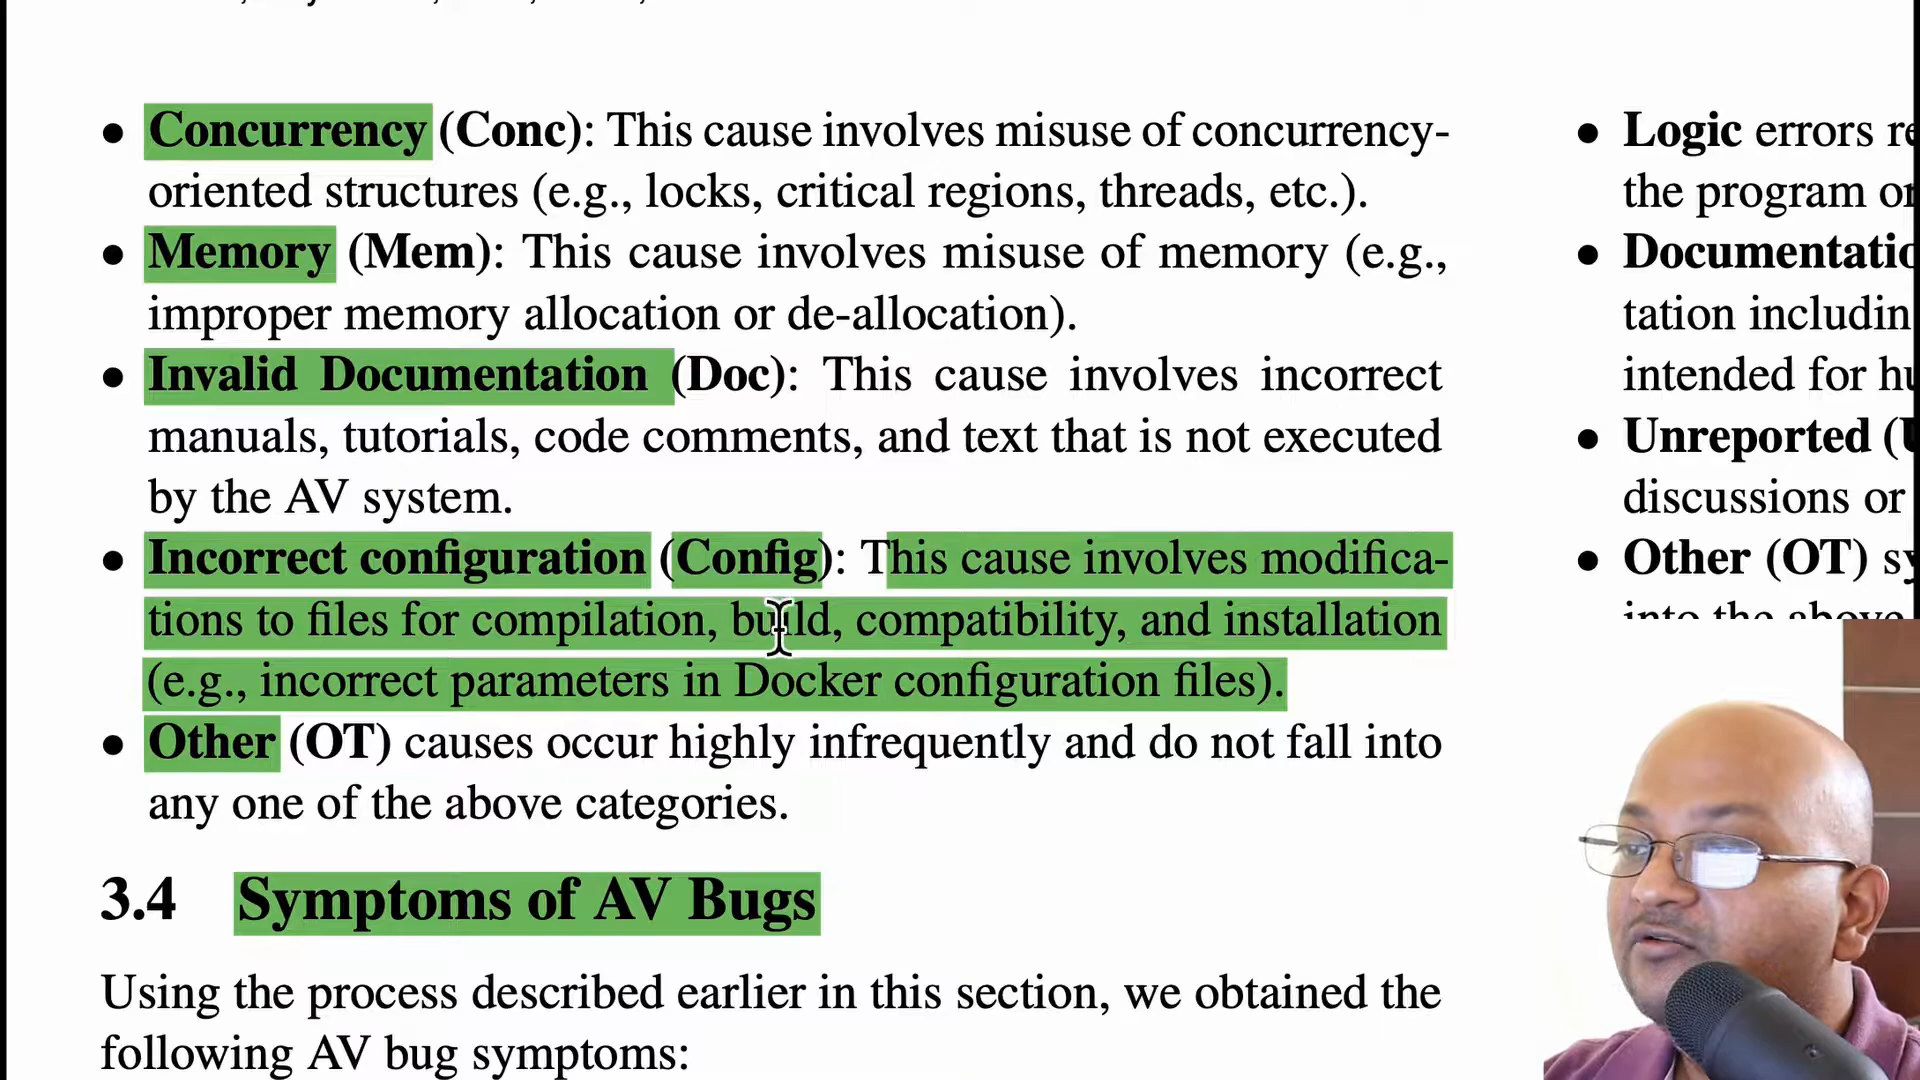 • Concurrency (Conc): This cause involves misuse of concurrency-
oriented structures (e.g., locks, critical regions, threads, etc.).
• Memory (Mem): This cause involves misuse of memory (e.g.,
improper memory allocation or de-allocation).
• Invalid Documentation (Doc): This cause involves incorrect
manuals, tutorials, code comments, and text that is not executed
by the AV system.
• Incorrect configuration (Config): This cause involves modifica-
tions to files for compilation, build, compatibility, and installation
(e.g., incorrect parameters in Docker configuration files).
• Other (OT) causes occur highly infrequently and do not fall into
any one of the above categories.
3.4 Symptoms of AV Bugs
Using the process described earlier in this section, we obtained the
following AV bug symptoms:
• Logic errors
the program
•
tation
intended for
• Unreported
discussions or
• Other (OT)
into the above